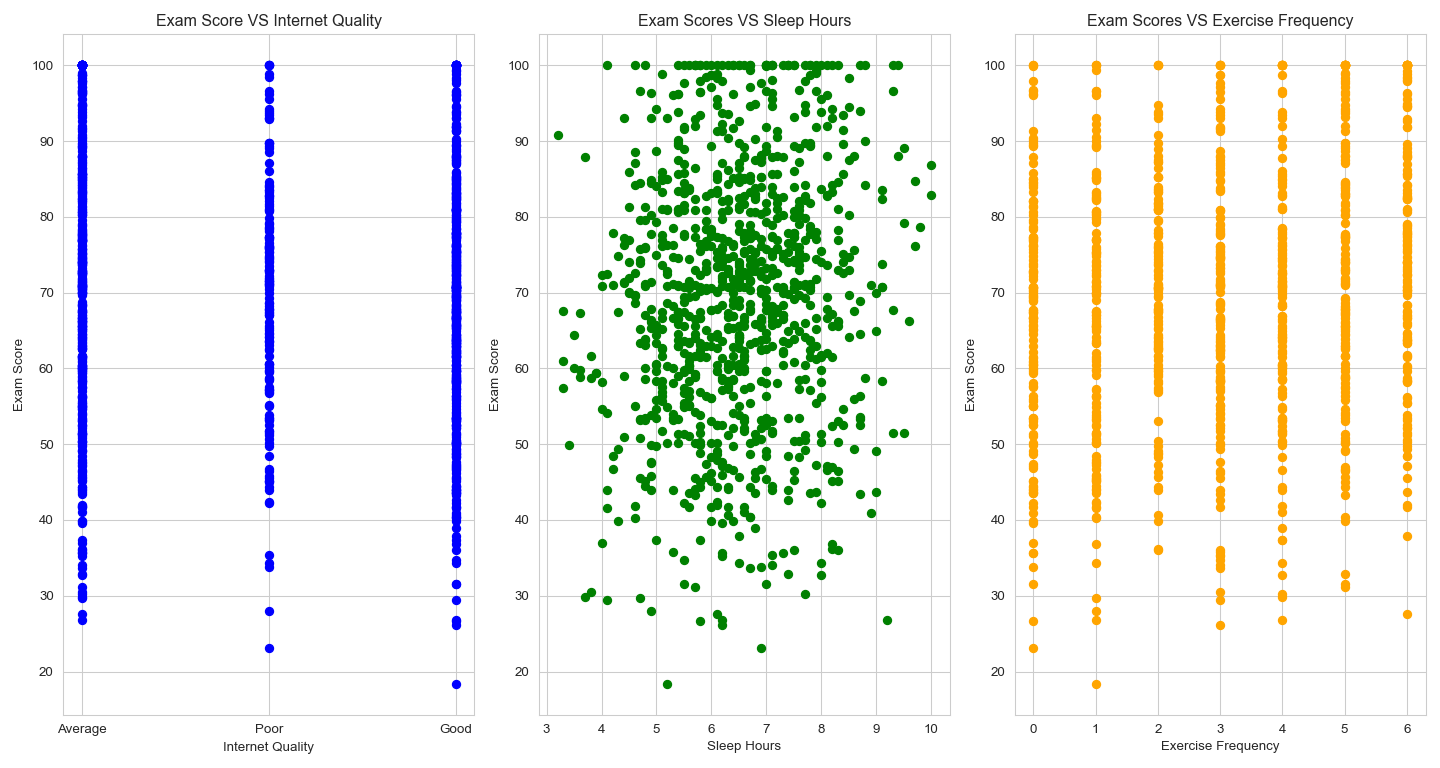 Exam Score VS Internet Quality
Exam Score
100
90
80
70
60
50
40
30
20
Average Poor Good
Internet Quality
Exam Scores VS Sleep Hours
Exam Score
100
90
80
70
60
50
40
30
20
3 4 5 6 7 8 9 10
Sleep Hours
Exam Scores VS Exercise Frequency
Exam Score
100
90
80
70
60
50
40
30
20
0 1 2 3 4 5 6
Exercise Frequency